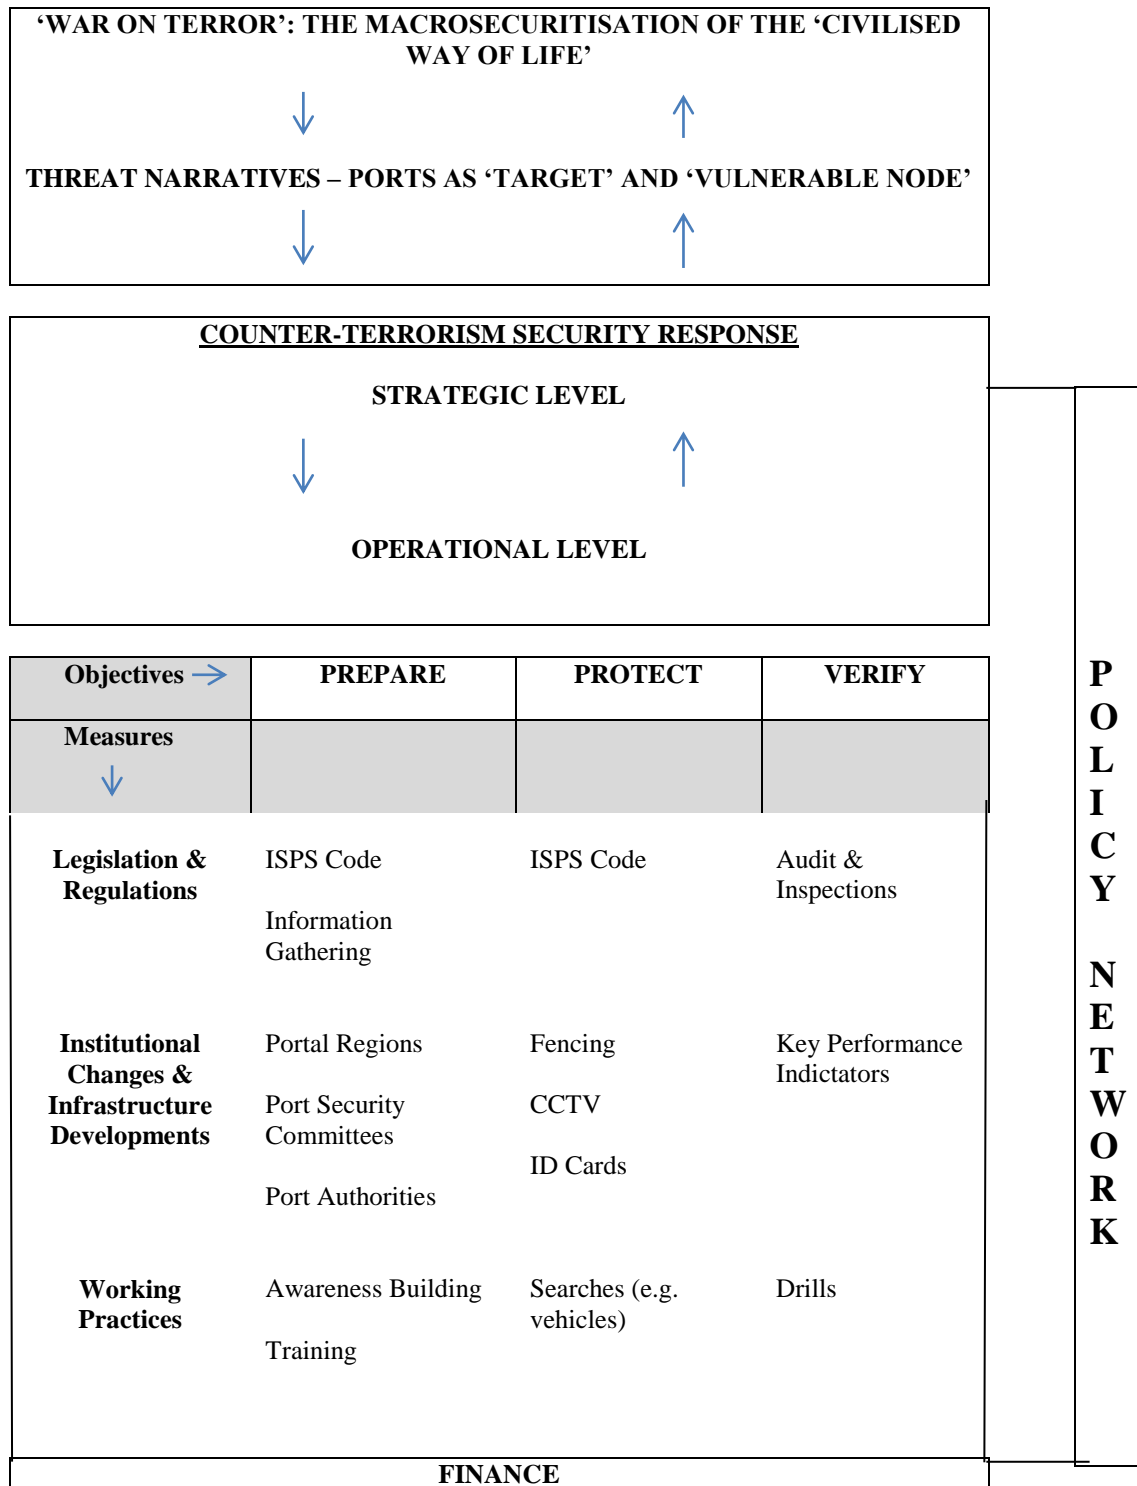 ‘WAR ON TERROR’: THE MACROSECURITISATION OF THE ‘CIVILISED
WAY OF LIFE’
THREAT NARRATIVES – PORTS AS ‘TARGET’ AND ‘VULNERABLE NODE’
COUNTER-TERRORISM SECURITY RESPONSE
STRATEGIC LEVEL
OPERATIONAL LEVEL
Objectives PREPARE PROTECT VERIFY
Measures
Legislation & ISPS Code ISPS Code Audit &
Regulations Inspections
Information
Gathering
Institutional Portal Regions Fencing Key Performance
Changes & Indictators
Infrastructure Port Security CCTV
Developments Committees
ID Cards
Port Authorities
Working Awareness Building Searches (e.g. Drills
Practices vehicles)
Training
FINANCE
P
O
L
I
C
Y
N
E
T
W
O
R
K